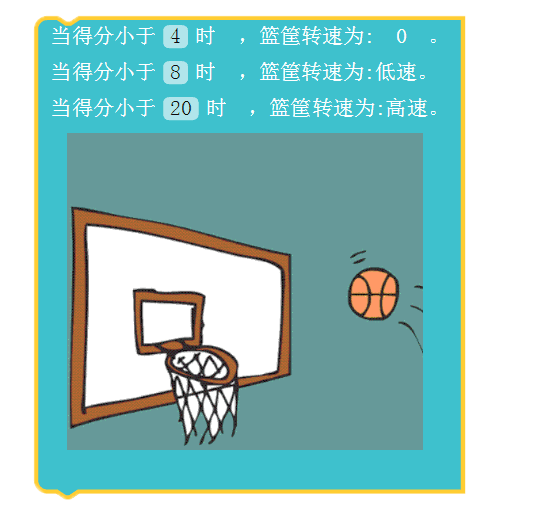 当得分小于 4 时 ，篮筐转速为: 0 。
当得分小于 8 时 ，篮筐转速为:低速。
当得分小于 20 时 ，篮筐转速为:高速。